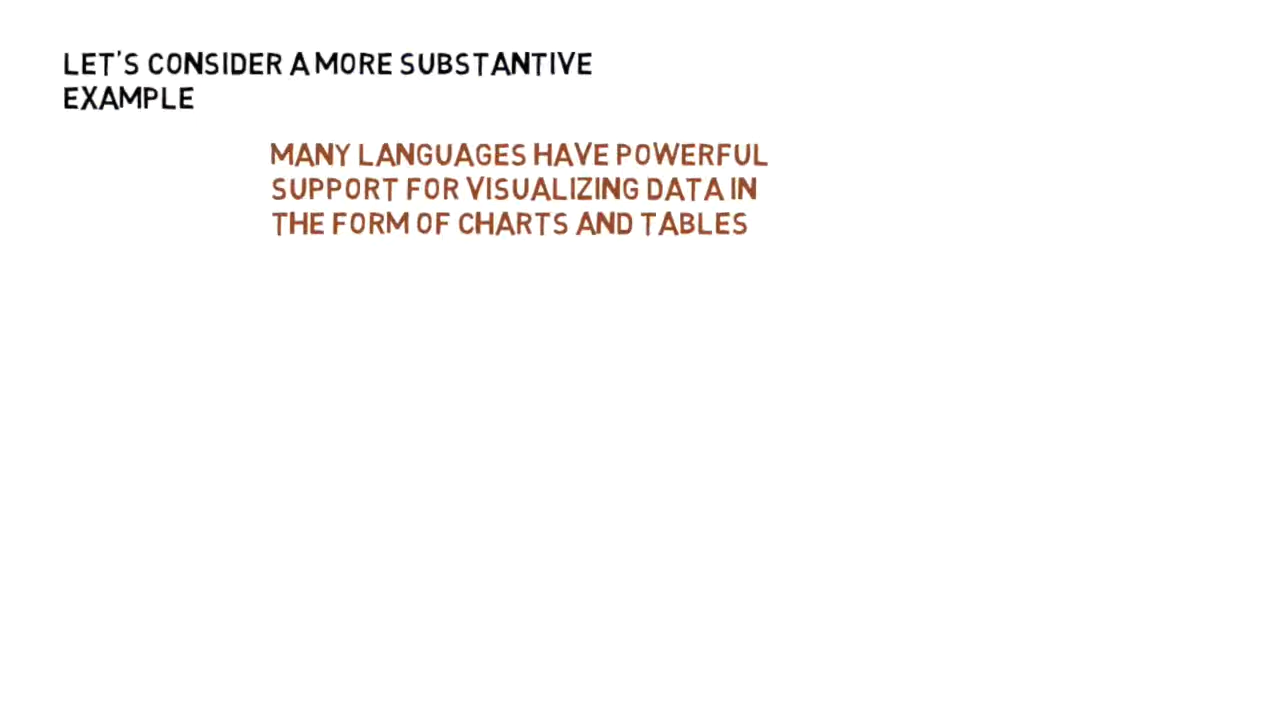 LET'S CONSIDER A MORE SUBSTANTIVE
EXAMPLE
MANY LANGUAGES HAVE POWERFUL
SUPPORT FOR VISUALIZING DATA IN
THE FORM OF CHARTS AND TABLES